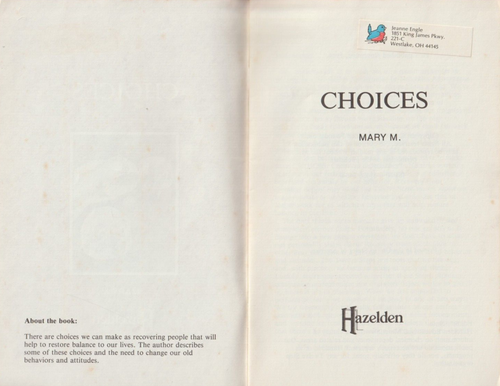 About the book:
There are choices we can make as recovering people that will
help to restore balance to our lives. The author describes
some of these choices and the need to change our old
behaviors and attitudes.
Jeanne Engle
1851 King James Pkwy.
221-C
Westlake, OH 44145
CHOICES
MARY M.
Hazelden